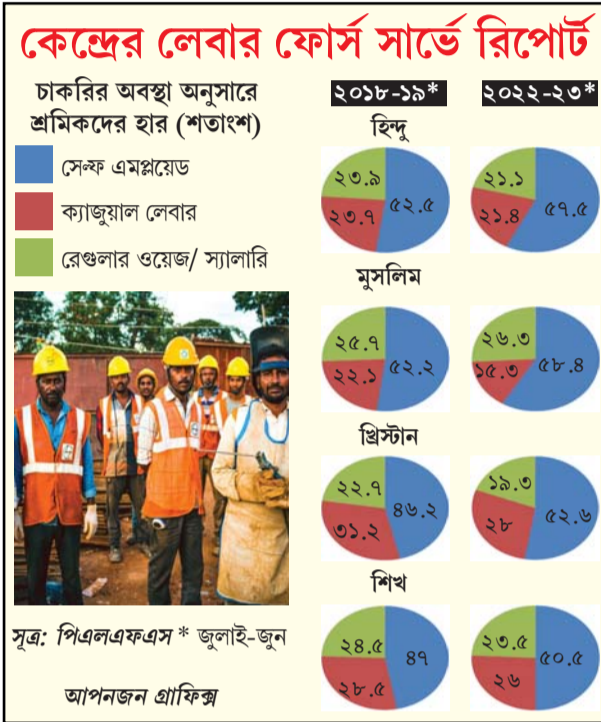 কেন্দ্রের লেবার ফোর্স সার্ভে রিপোর্ট
চাকরির অবস্থা অনুসারে
শ্রমিকদের হার (শতাংশ)
সেল্ফ এমপ্লয়েড
ক্যাজুয়াল লেবার
রেগুলার ওয়েজ/ স্যালারি
২০১৮-১৯* ২০২২-২৩*
হিন্দু
২৩.৯ ৫২.৫ ২৩.৭
২১.১ ৫৭.৫ ২১.৪
মুসলিম
২৫.৭ ৫২.২ ২২.১
২৬.৩ ৫৮.৪ ১৫.৩
খ্রিস্টান
২২.৭ ৪৬.২ ৩১.২
১৯.৩ ৫২.৬ ২৮
শিখ
২৪.৫ ৪৭ ২৮.৫
২৩.৫ ৫০.৫ ২৬
সূত্র: পিএলএফএস * জুলাই-জুন
আপনজন গ্রাফিক্স